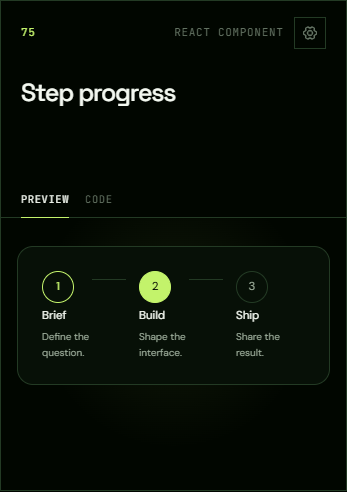 75
REACT COMPONENT
Step progress
PREVIEW CODE
1 2 3
Brief Build Ship
Define the Shape the Share the
question. interface. result.